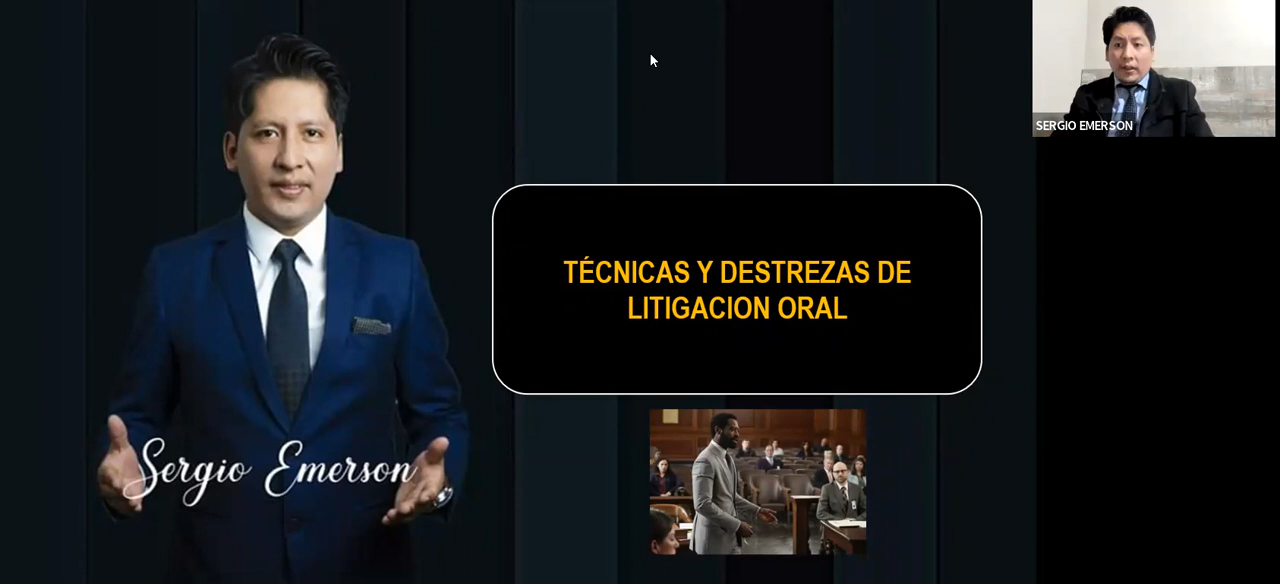 SERGIO EMERSON
TÉCNICAS Y DESTREZAS DE
LITIGACION ORAL
Sergio Emerson